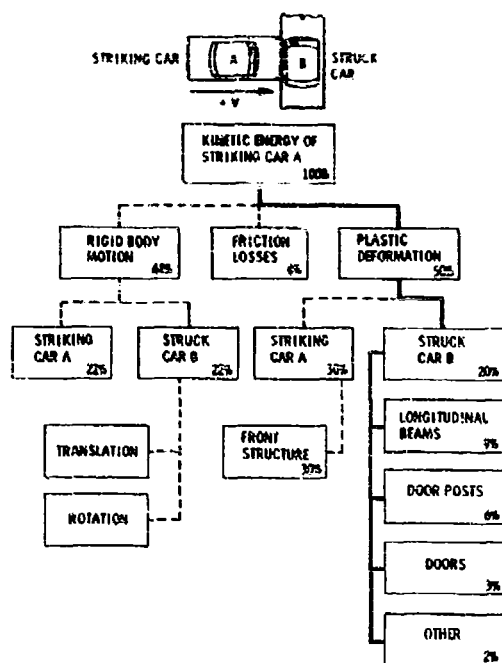 STRIKING CAR
A
B
STRUCK
CAR
+ V
KINETIC ENERGY OF
STRIKING CAR A
100%
RIGID BODY
MOTION
44%
FRICTION
LOSSES
6%
PLASTIC
DEFORMATION
50%
STRIKING
CAR A
22%
STRUCK
CAR B
22%
STRIKING
CAR A
30%
STRUCK
CAR B
20%
TRANSLATION
ROTATION
FRONT
STRUCTURE
30%
LONGITUDINAL
BEAMS
9%
DOOR POSTS
6%
DOORS
3%
OTHER
2%